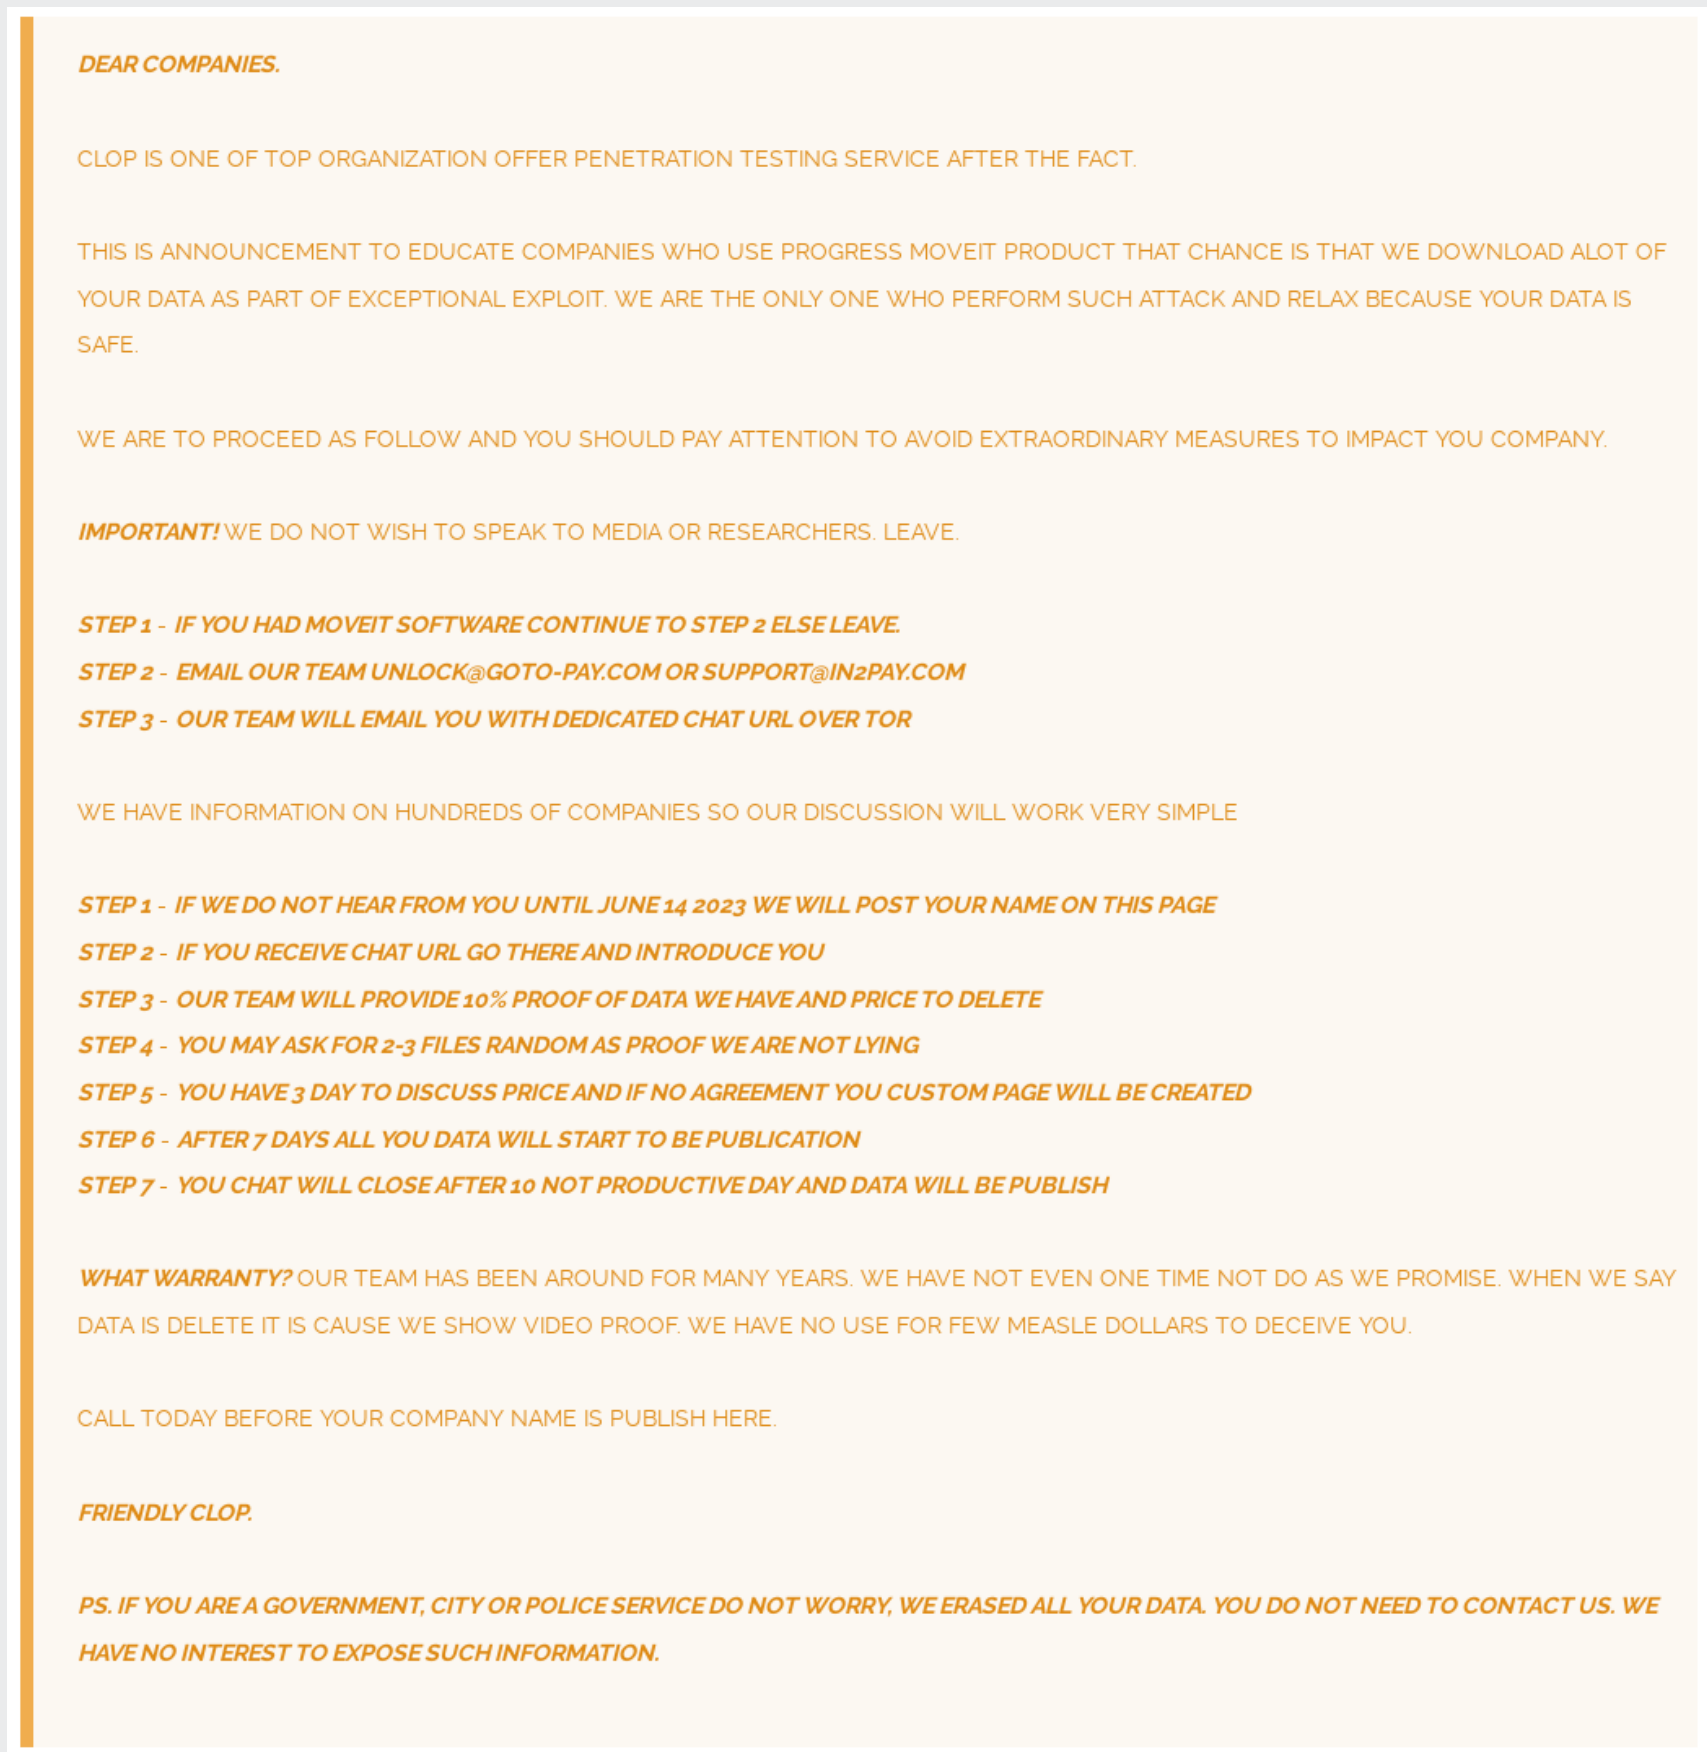 DEAR COMPANIES.
CLOP IS ONE OF TOP ORGANIZATION OFFER PENETRATION TESTING SERVICE AFTER THE FACT.
THIS IS ANNOUNCEMENT TO EDUCATE COMPANIES WHO USE PROGRESS MOVEIT PRODUCT THAT CHANCE IS THAT WE DOWNLOAD ALOT OF
YOUR DATA AS PART OF EXCEPTIONAL EXPLOIT. WE ARE THE ONLY ONE WHO PERFORM SUCH ATTACK AND RELAX BECAUSE YOUR DATA IS
SAFE.
WE ARE TO PROCEED AS FOLLOW AND YOU SHOULD PAY ATTENTION TO AVOID EXTRAORDINARY MEASURES TO IMPACT YOU COMPANY.
IMPORTANT! WE DO NOT WISH TO SPEAK TO MEDIA OR RESEARCHERS. LEAVE.
STEP 1 - IF YOU HAD MOVEIT SOFTWARE CONTINUE TO STEP 2 ELSE LEAVE.
STEP 2 - EMAIL OUR TEAM UNLOCK@GOTO-PAY.COM OR SUPPORT@IN2PAY.COM
STEP 3 - OUR TEAM WILL EMAIL YOU WITH DEDICATED CHAT URL OVER TOR
WE HAVE INFORMATION ON HUNDREDS OF COMPANIES SO OUR DISCUSSION WILL WORK VERY SIMPLE
STEP 1 - IF WE DO NOT HEAR FROM YOU UNTIL JUNE 14 2023 WE WILL POST YOUR NAME ON THIS PAGE
STEP 2 - IF YOU RECEIVE CHAT URL GO THERE AND INTRODUCE YOU
STEP 3 - OUR TEAM WILL PROVIDE 10% PROOF OF DATA WE HAVE AND PRICE TO DELETE
STEP 4 - YOU MAY ASK FOR 2-3 FILES RANDOM AS PROOF WE ARE NOT LYING
STEP 5 - YOU HAVE 3 DAY TO DISCUSS PRICE AND IF NO AGREEMENT YOU CUSTOM PAGE WILL BE CREATED
STEP 6 - AFTER 7 DAYS ALL YOU DATA WILL START TO BE PUBLICATION
STEP 7 - YOU CHAT WILL CLOSE AFTER 10 NOT PRODUCTIVE DAY AND DATA WILL BE PUBLISH
WHAT WARRANTY? OUR TEAM HAS BEEN AROUND FOR MANY YEARS. WE HAVE NOT EVEN ONE TIME NOT DO AS WE PROMISE. WHEN WE SAY
DATA IS DELETE IT IS CAUSE WE SHOW VIDEO PROOF. WE HAVE NO USE FOR FEW MEASLE DOLLARS TO DECEIVE YOU.
CALL TODAY BEFORE YOUR COMPANY NAME IS PUBLISH HERE.
FRIENDLY CLOP.
PS. IF YOU ARE A GOVERNMENT, CITY OR POLICE SERVICE DO NOT WORRY, WE ERASED ALL YOUR DATA. YOU DO NOT NEED TO CONTACT US. WE
HAVE NO INTEREST TO EXPOSE SUCH INFORMATION.